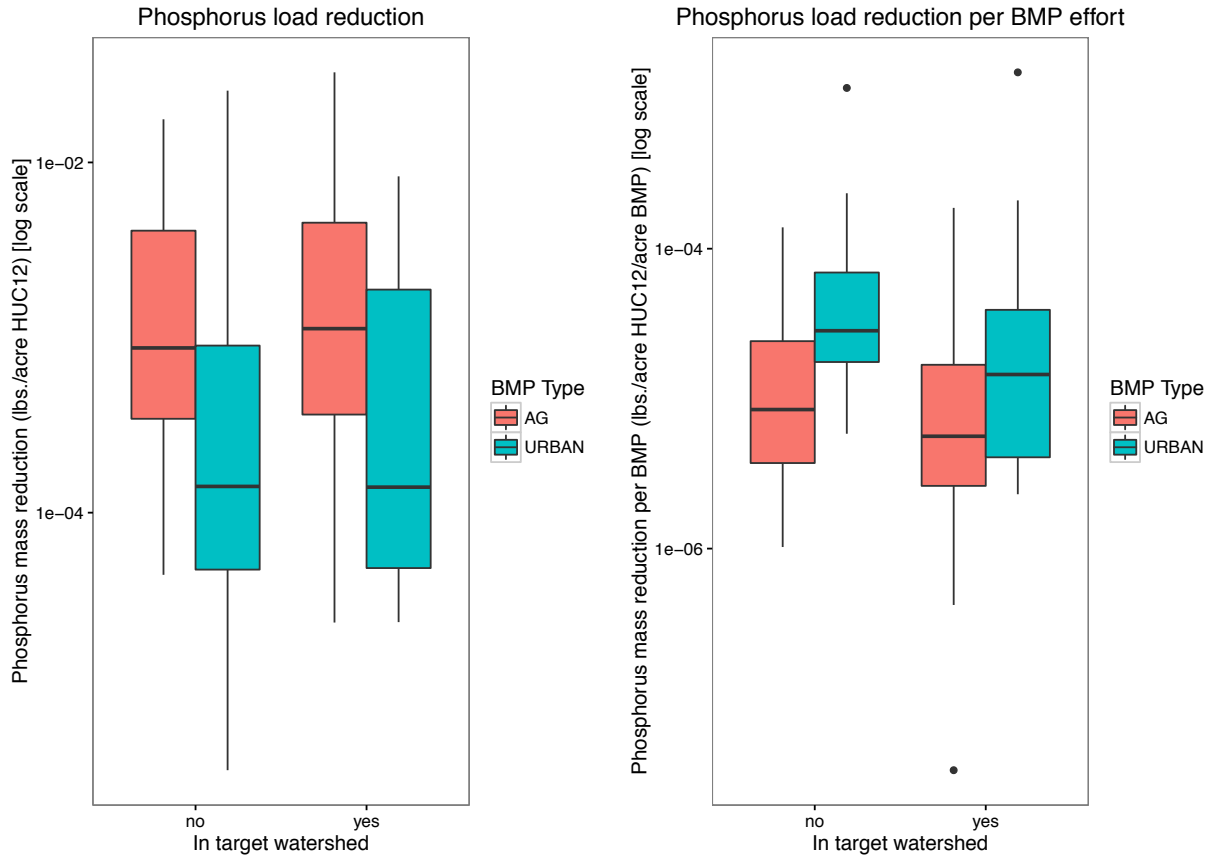 Phosphorus load reduction
Phosphorus mass reduction (lbs./acre HUC12) [log scale]
1e−02
1e−04
no
yes
In target watershed
BMP Type
AG
URBAN
Phosphorus load reduction per BMP effort
Phosphorus mass reduction per BMP (lbs./acre HUC12/acre BMP) [log scale]
1e−04
1e−06
no
yes
In target watershed
BMP Type
AG
URBAN